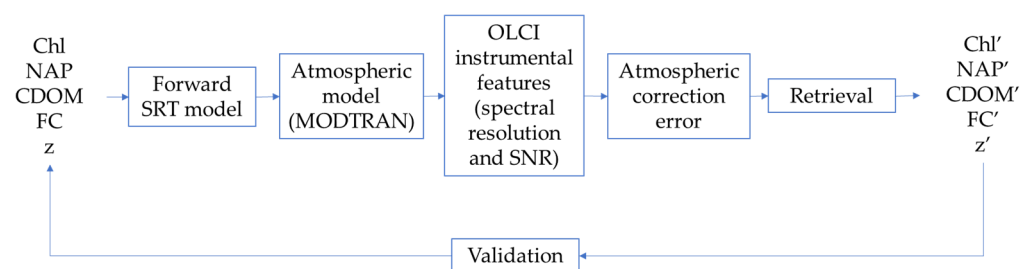 Chl
NAP
CDOM
FC
z
Forward
SRT model
Atmospheric
model
(MODTRAN)
OLCI
instrumental
features
(spectral
resolution
and SNR)
Atmospheric
correction
error
Retrieval
Chl’
NAP’
CDOM’
FC’
z’
Validation